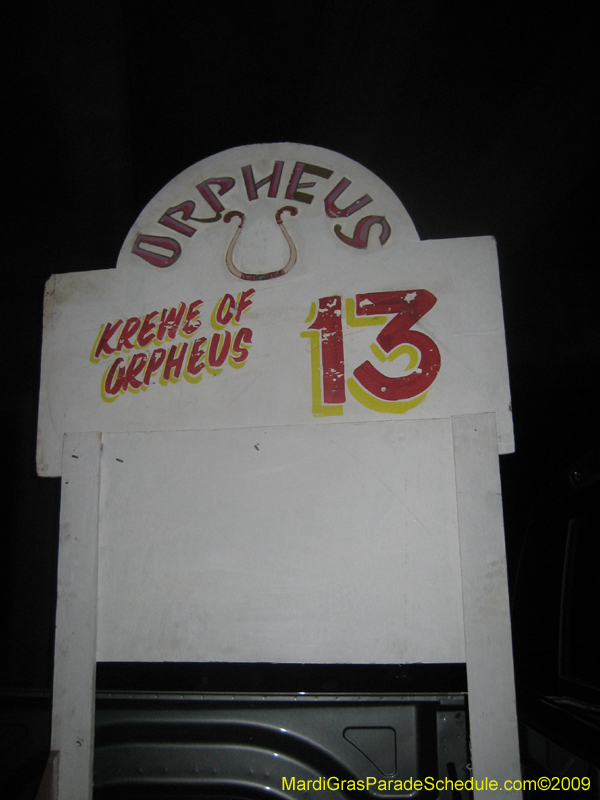 ORPHEUS
KREWE OF
ORPHEUS
13
MardiGrasParadeSchedule.com©2009